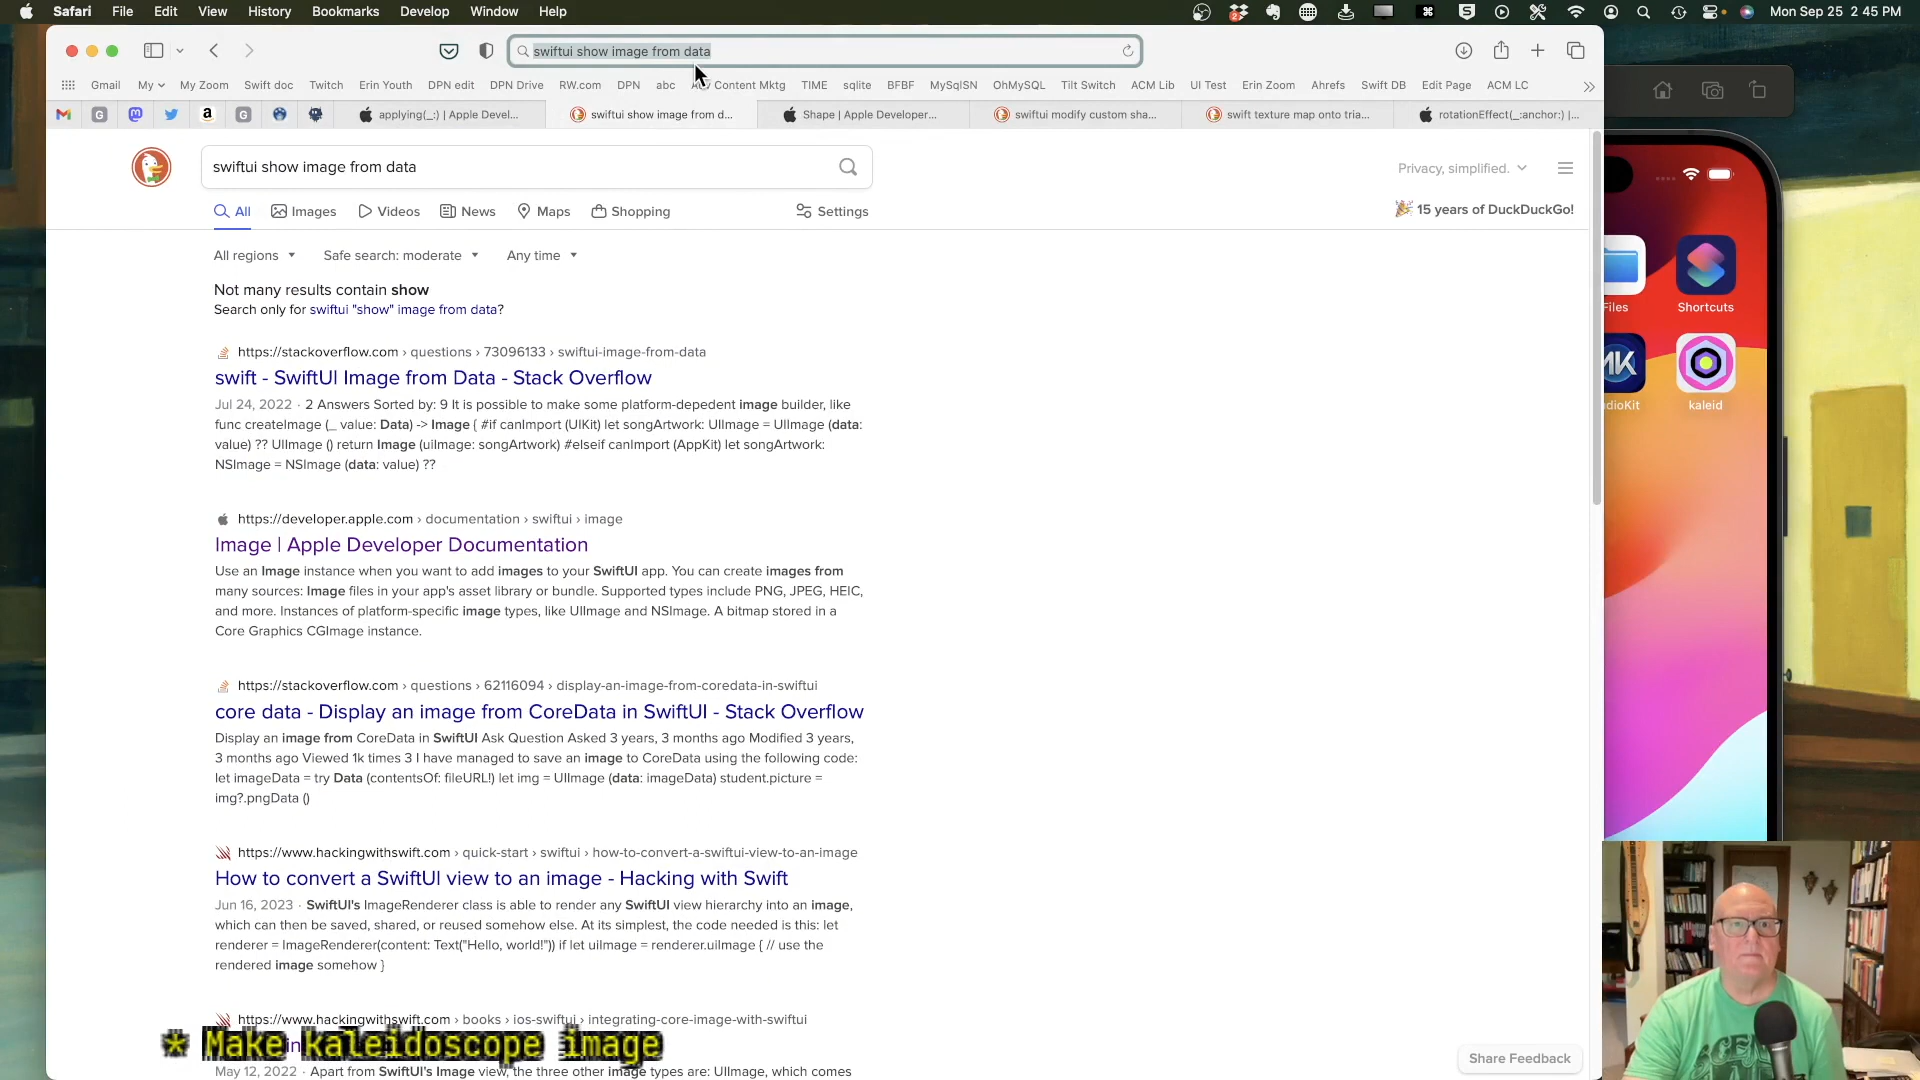 Safari File Edit View History Bookmarks Develop Window Help
Mon Sep 25 2:45 PM
swiftui show image from data
Gmail My My Zoom Swift doc Twitch Erin Youth DPN edit DPN Drive RW.com DPN abc Content Mktg TIME sqlite BFBF MySqlSN OhMySQL Tilt Switch ACM Lib UI Test Erin Zoom Ahrefs Swift DB Edit Page ACM LC
applying(_:) | Apple Devel...
swiftui show image from d...
Shape | Apple Developer...
swiftui modify custom sha...
swift texture map onto tria...
rotationEffect(_:anchor:) |...
swiftui show image from data
Privacy, simplified.
All Images Videos News Maps Shopping Settings
15 years of DuckDuckGo!
All regions Safe search: moderate Any time
Not many results contain show
Search only for swiftui "show" image from data?
https://stackoverflow.com › questions › 73096133 › swiftui-image-from-data
swift - SwiftUI Image from Data - Stack Overflow
Jul 24, 2022 · 2 Answers Sorted by: 9 It is possible to make some platform-depedent image builder, like
func createImage (_ value: Data) -> Image { #if canImport (UIKit) let songArtwork: UIImage = UIImage (data:
value) ?? UIImage () return Image (uiImage: songArtwork) #elseif canImport (AppKit) let songArtwork:
NSImage = NSImage (data: value) ??
https://developer.apple.com › documentation › swiftui › image
Image | Apple Developer Documentation
Use an Image instance when you want to add images to your SwiftUI app. You can create images from
many sources: Image files in your app's asset library or bundle. Supported types include PNG, JPEG, HEIC,
and more. Instances of platform-specific image types, like UIImage and NSImage. A bitmap stored in a
Core Graphics CGImage instance.
https://stackoverflow.com › questions › 62116094 › display-an-image-from-coredata-in-swiftui
core data - Display an image from CoreData in SwiftUI - Stack Overflow
Display an image from CoreData in SwiftUI Ask Question Asked 3 years, 3 months ago Modified 3 years,
3 months ago Viewed 1k times 3 I have managed to save an image to CoreData using the following code:
let imageData = try Data (contentsOf: fileURL!) let img = UIImage (data: imageData) student.picture =
img?.pngData ()
https://www.hackingwithswift.com › quick-start › swiftui › how-to-convert-a-swiftui-view-to-an-image
How to convert a SwiftUI view to an image - Hacking with Swift
Jun 16, 2023 · SwiftUI's ImageRenderer class is able to render any SwiftUI view hierarchy into an image,
which can then be saved, shared, or reused somehow else. At its simplest, the code needed is this: let
renderer = ImageRenderer(content: Text("Hello, world!")) if let uiImage = renderer.uiImage { // use the
rendered image somehow }
https://www.hackingwithswift.com › books › ios-swiftui › integrating-core-image-with-swiftui
* Make kaleidoscope image
May 12, 2022 · Apart from SwiftUI's Image view, the three other image types are: UIImage, which comes
Share Feedback
Files
Shortcuts
kaleid